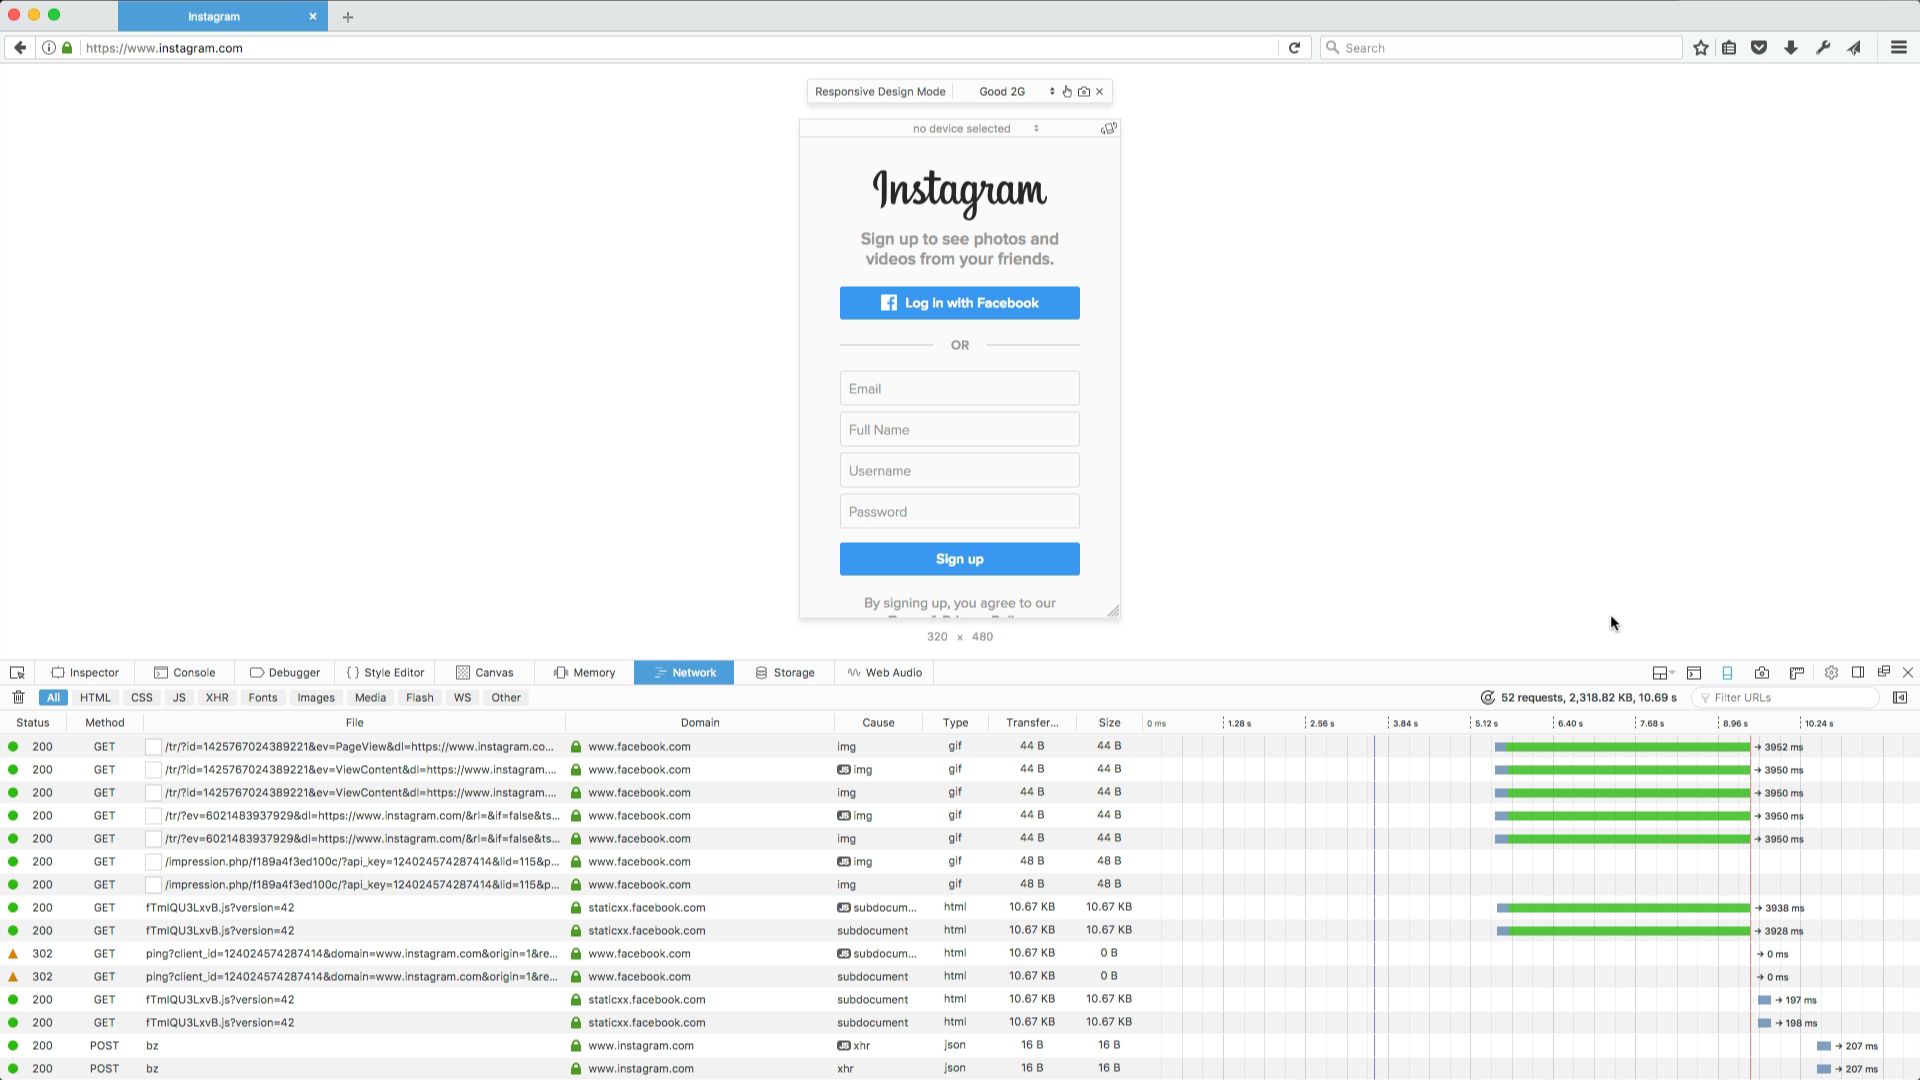 Instagram
https://www.instagram.com
Search
Responsive Design Mode Good 2G
no device selected
Instagram
Sign up to see photos and
videos from your friends.
Log in with Facebook
OR
Email
Full Name
Username
Password
Sign up
By signing up, you agree to our
320 × 480
Inspector Console Debugger { } Style Editor Canvas Memory Network Storage Web Audio
All HTML CSS JS XHR Fonts Images Media Flash WS Other 52 requests, 2,318.82 KB, 10.69 s Filter URLs
Status Method File Domain Cause Type Transfer... Size 0 ms 1.28 s 2.56 s 3.84 s 5.12 s 6.40 s 7.68 s 8.96 s 10.24 s
200 GET /tr/?id=1425767024389221&ev=PageView&dl=https://www.instagram.co... www.facebook.com img gif 44 B 44 B → 3952 ms
200 GET /tr/?id=1425767024389221&ev=ViewContent&dl=https://www.instagram.... www.facebook.com JS img gif 44 B 44 B → 3950 ms
200 GET /tr/?id=1425767024389221&ev=ViewContent&dl=https://www.instagram.... www.facebook.com img gif 44 B 44 B → 3950 ms
200 GET /tr/?ev=6021483937929&dl=https://www.instagram.com/&rl=&if=false&ts... www.facebook.com JS img gif 44 B 44 B → 3950 ms
200 GET /tr/?ev=6021483937929&dl=https://www.instagram.com/&rl=&if=false&ts... www.facebook.com img gif 44 B 44 B → 3950 ms
200 GET /impression.php/f189a4f3ed100c/?api_key=124024574287414&lid=115&p... www.facebook.com JS img gif 48 B 48 B
200 GET /impression.php/f189a4f3ed100c/?api_key=124024574287414&lid=115&p... www.facebook.com img gif 48 B 48 B
200 GET fTmIQU3LxvB.js?version=42 staticxx.facebook.com JS subdocum... html 10.67 KB 10.67 KB → 3938 ms
200 GET fTmIQU3LxvB.js?version=42 staticxx.facebook.com subdocument html 10.67 KB 10.67 KB → 3928 ms
302 GET ping?client_id=124024574287414&domain=www.instagram.com&origin=1&re... www.facebook.com JS subdocum... html 10.67 KB 0 B → 0 ms
302 GET ping?client_id=124024574287414&domain=www.instagram.com&origin=1&re... www.facebook.com subdocument html 10.67 KB 0 B → 0 ms
200 GET fTmIQU3LxvB.js?version=42 staticxx.facebook.com subdocument html 10.67 KB 10.67 KB → 197 ms
200 GET fTmIQU3LxvB.js?version=42 staticxx.facebook.com subdocument html 10.67 KB 10.67 KB → 198 ms
200 POST bz www.instagram.com JS xhr json 16 B 16 B → 207 ms
200 POST bz www.instagram.com xhr json 16 B 16 B → 207 ms